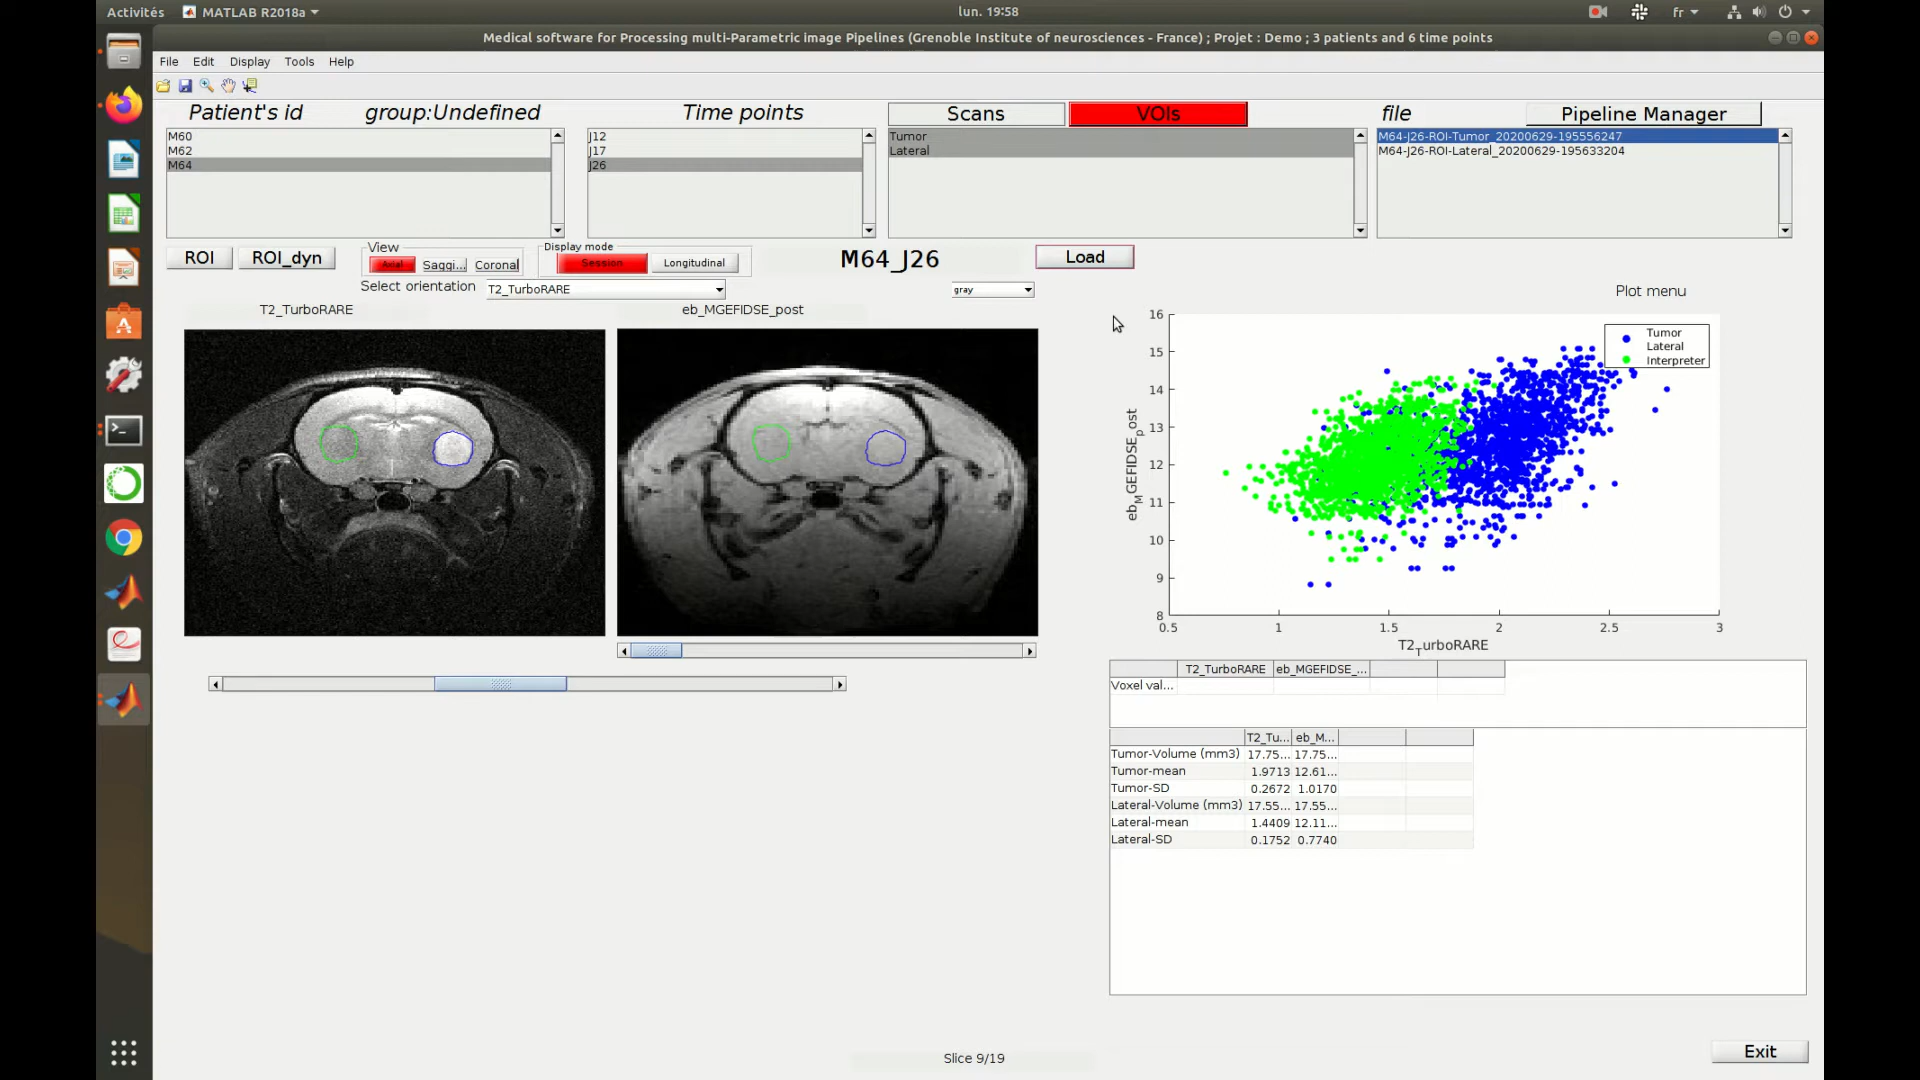 Activités
MATLAB R2018a
lun. 19:58
fr
Medical software for Processing multi-Parametric image Pipelines (Grenoble Institute of neurosciences - France) ; Projet : Demo ; 3 patients and 6 time points
File Edit Display Tools Help
Patient's id group:Undefined Time points Scans VOIs file Pipeline Manager
M60
M62
M64
J12
J17
J26
Tumor
Lateral
M64-J26-ROI-Tumor_20200629-195556247
M64-J26-ROI-Lateral_20200629-195633204
ROI ROI_dyn
View
Axial Saggi... Coronal
Display mode
Session Longitudinal
M64_J26
Load
Select orientation T2_TurboRARE
gray
Plot menu
T2_TurboRARE
eb_MGEFIDSE_post
16
15
14
13
12
11
10
9
8
0.5 1 1.5 2 2.5 3
eb_MGEFIDSE_post
T2_TurboRARE
Tumor
Lateral
Interpreter
T2_TurboRARE eb_MGEFIDSE_...
Voxel val...
T2_Tu... eb_M...
Tumor-Volume (mm3) 17.75... 17.75...
Tumor-mean 1.9713 12.61...
Tumor-SD 0.2672 1.0170
Lateral-Volume (mm3) 17.55... 17.55...
Lateral-mean 1.4409 12.11...
Lateral-SD 0.1752 0.7740
Slice 9/19
Exit